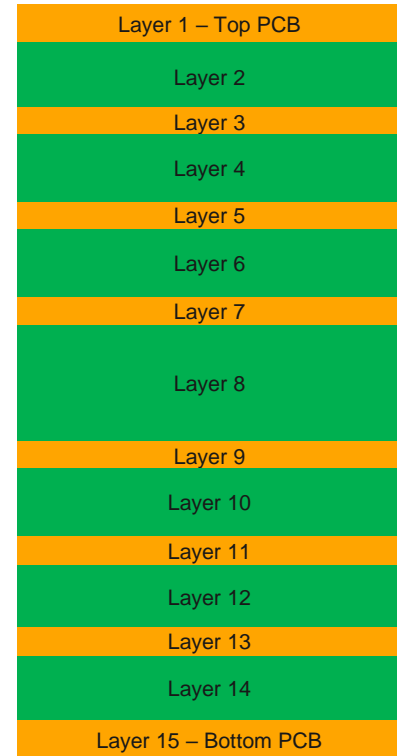 Layer 1 – Top PCB
Layer 2
Layer 3
Layer 4
Layer 5
Layer 6
Layer 7
Layer 8
Layer 9
Layer 10
Layer 11
Layer 12
Layer 13
Layer 14
Layer 15 – Bottom PCB